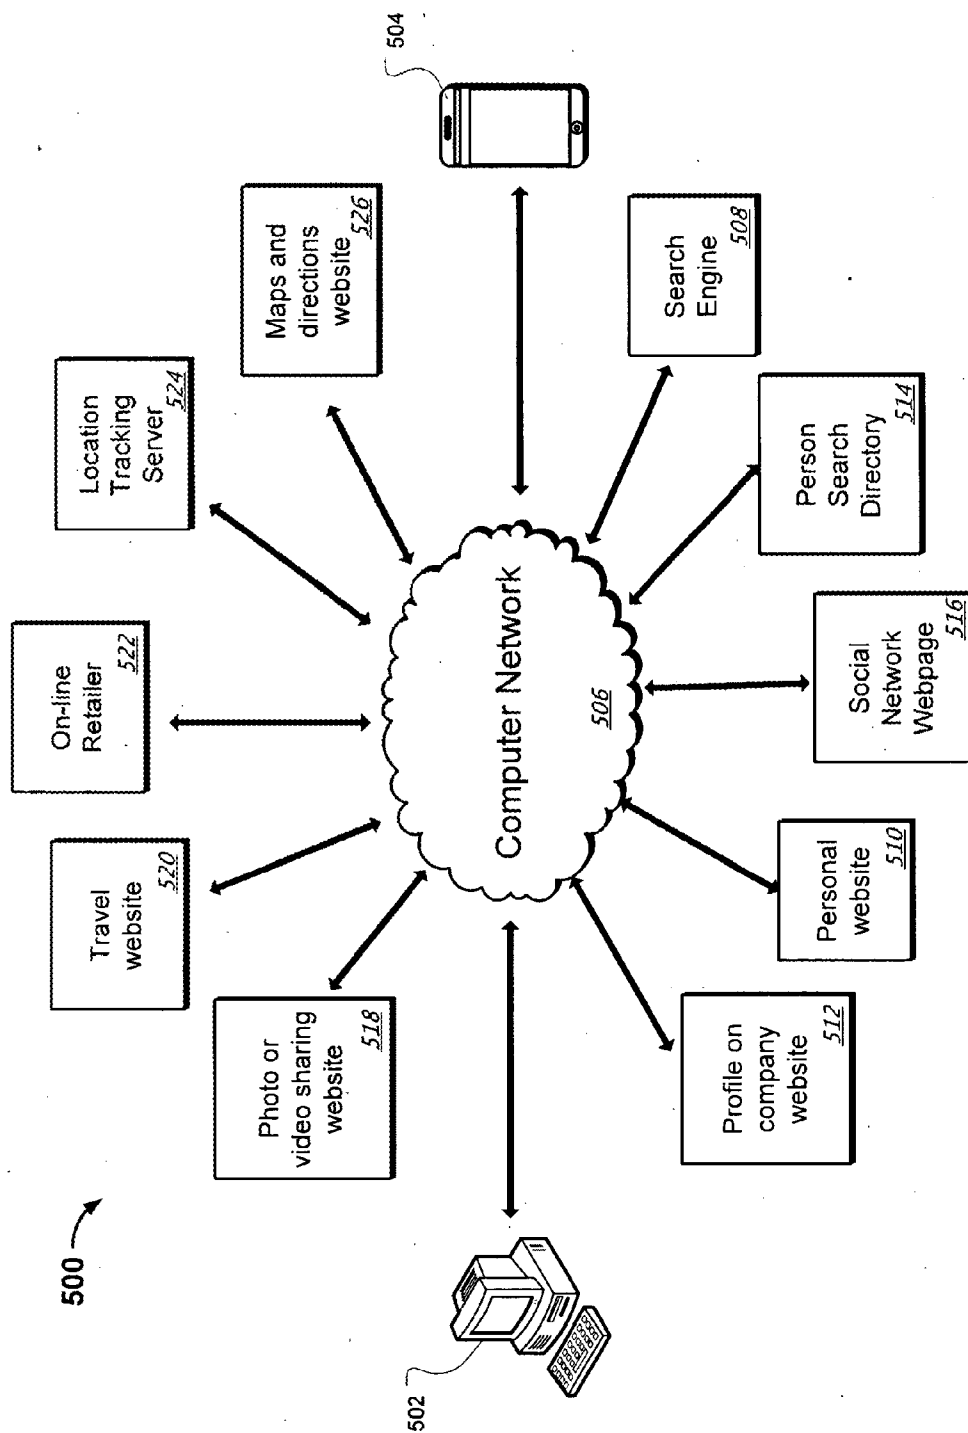 500
Photo or
video sharing
website
518
Travel
website
520
On-line
Retailer
522
Location
Tracking
Server
524
Maps and
directions
website
526
502
Computer Network
506
504
Profile on
company
website
512
Personal
website
510
Social
Network
Webpage
516
Person
Search
Directory
514
Search
Engine
508